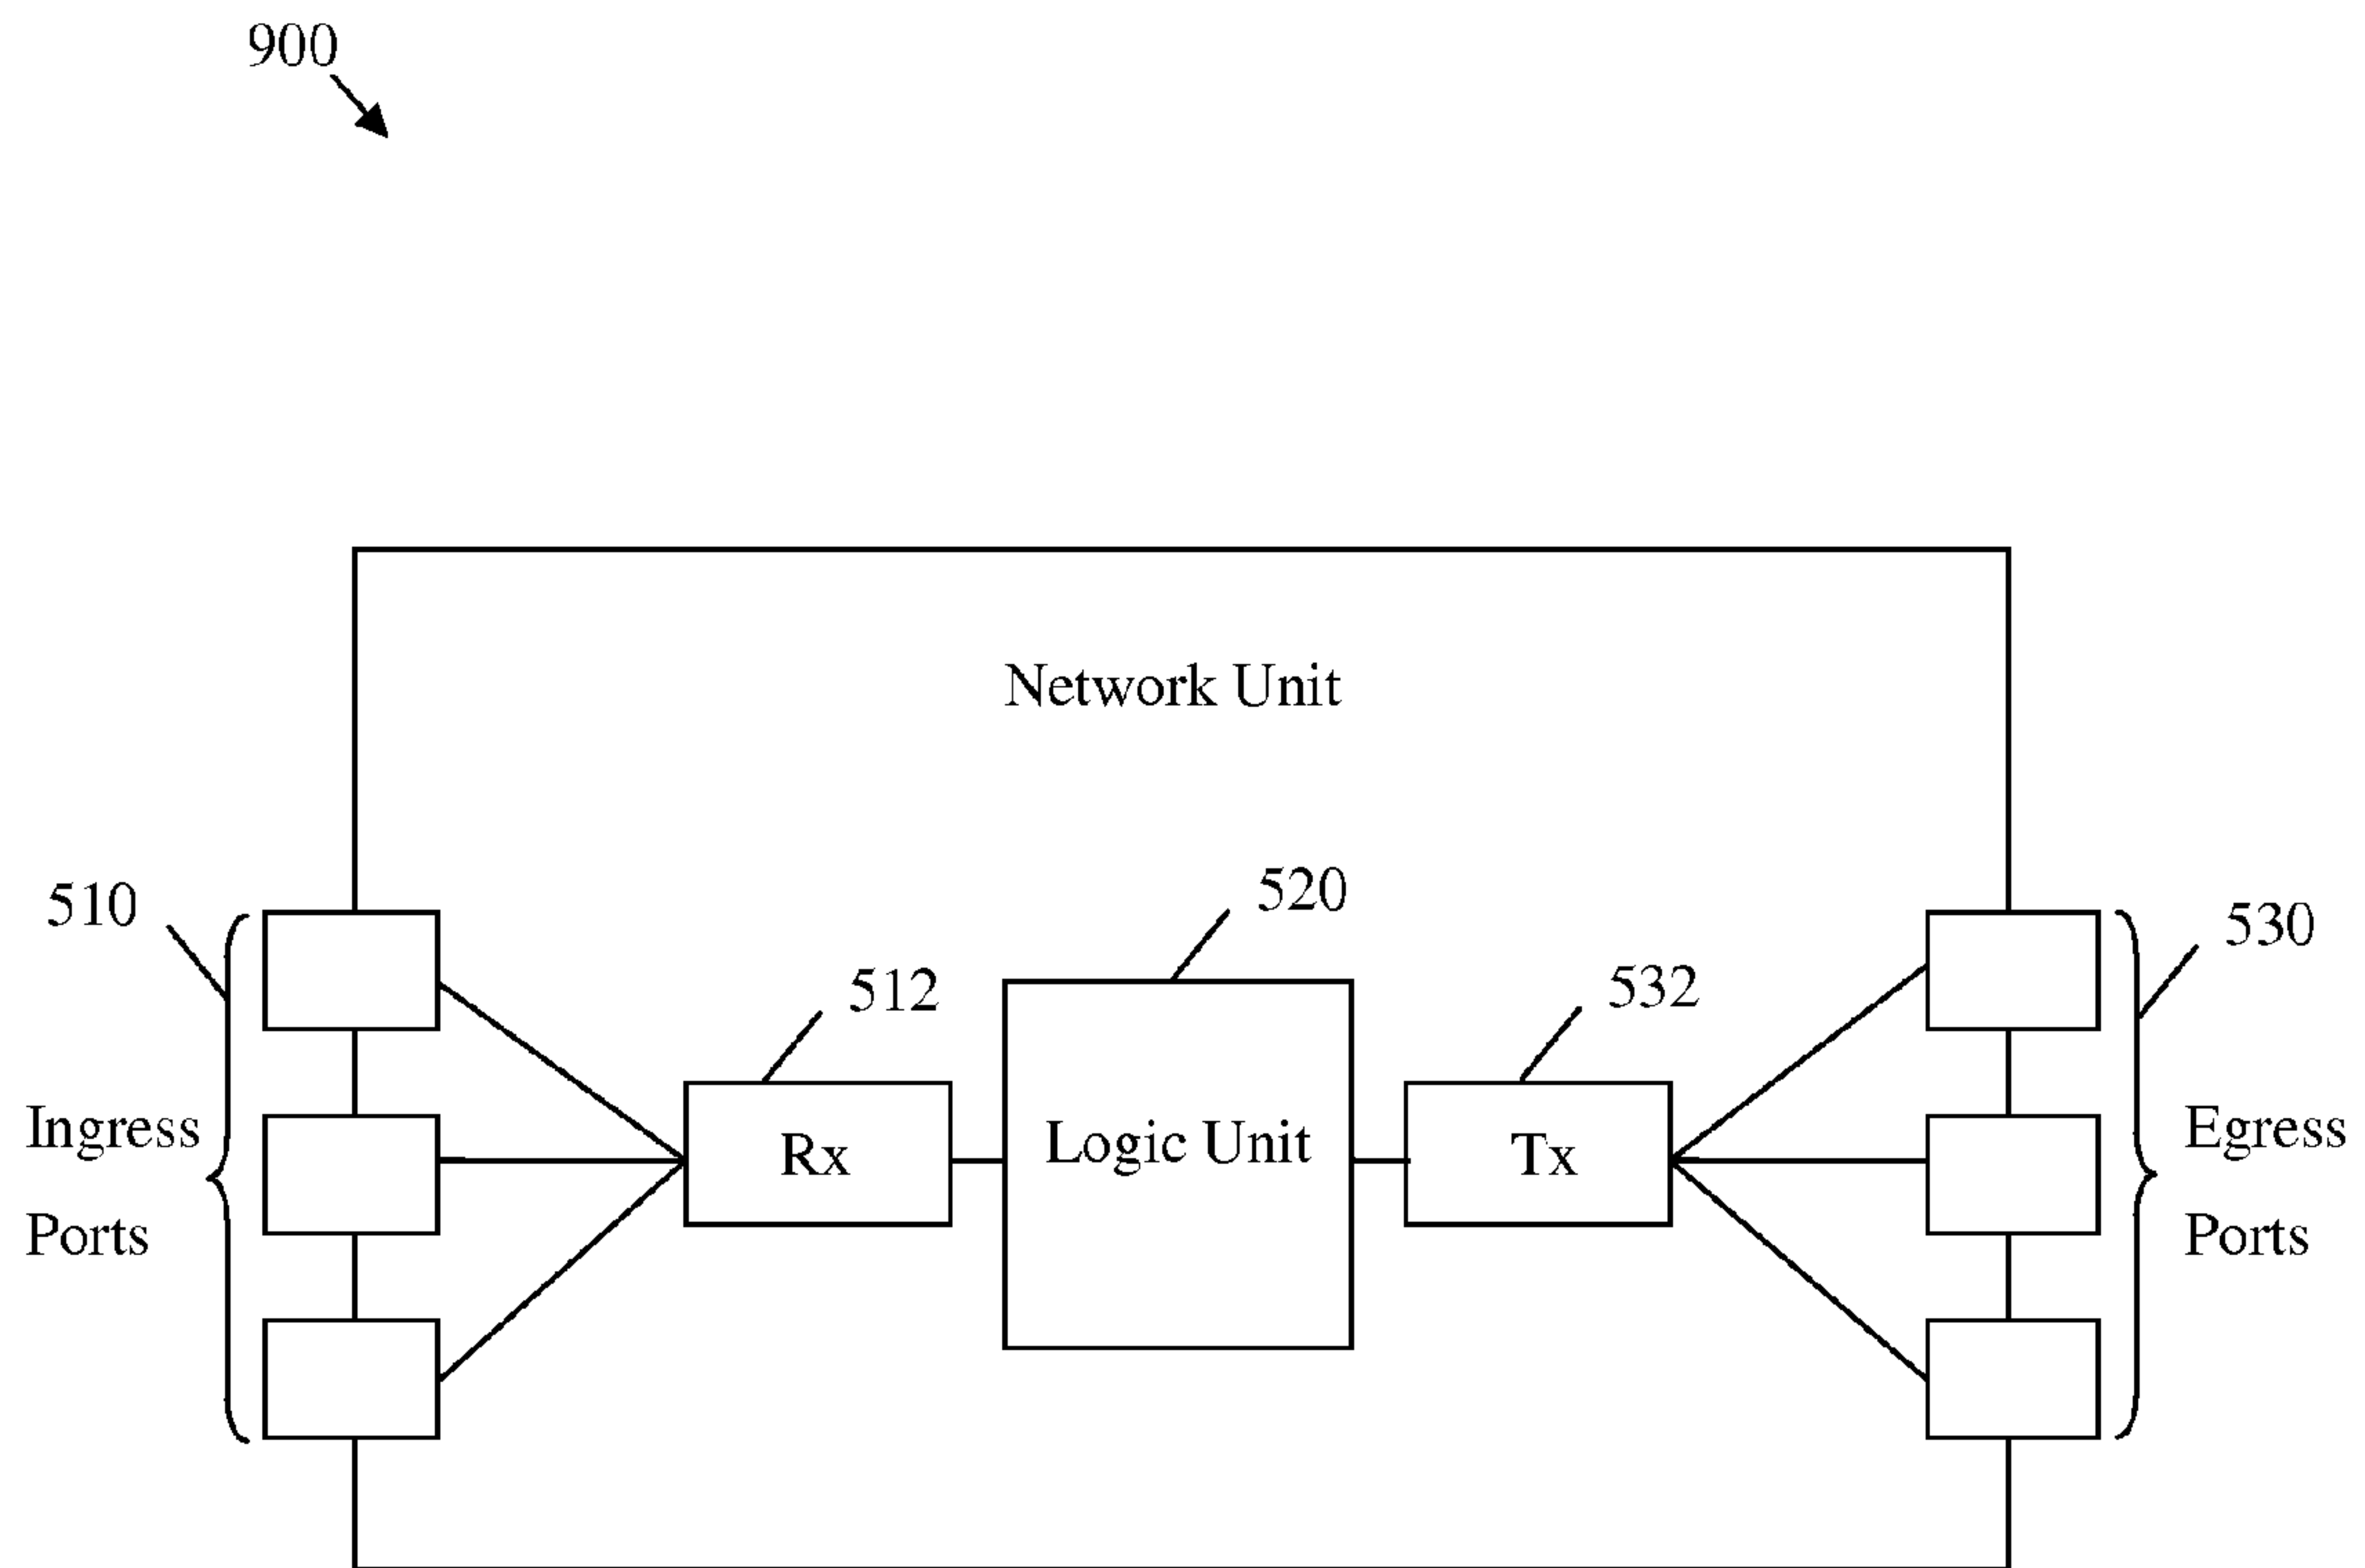 900
Network Unit
510
520
530
512
532
Ingress
Ports
Rx
Logic Unit
Tx
Egress
Ports